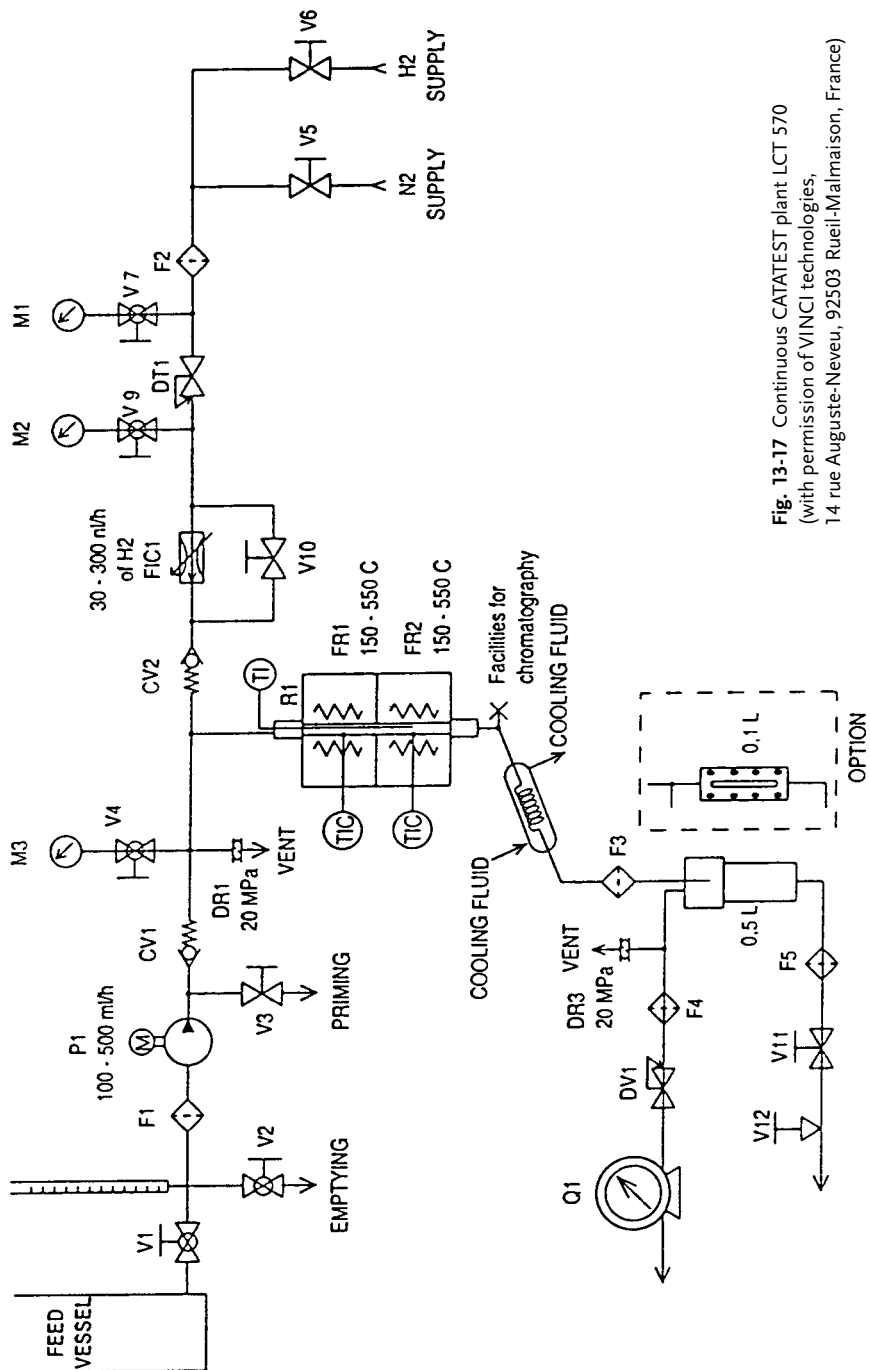 FEED
VESSEL
V1
EMPTYING
V2
F1
P1
M
100 - 500 ml/h
V3
PRIMING
CV1
M3
V4
DR1
20 MPa
VENT
CV2
30 - 300 nl/h
of H2
FIC1
V10
M2
V 9
DT1
M1
V 7
F2
V5
N2
SUPPLY
V6
H2
SUPPLY
TI
R1
FR1
150 - 550 C
FR2
150 - 550 C
TIC
TIC
Facilities for
chromatography
COOLING FLUID
COOLING FLUID
F3
DR3
20 MPa
VENT
F4
DV1
Q1
0.5 L
F5
V11
V12
0,1 L
OPTION
Fig. 13-17 Continuous CATATEST plant LCT 570
(with permission of VINCI technologies,
14 rue Auguste-Neveu, 92503 Rueil-Malmaison, France)